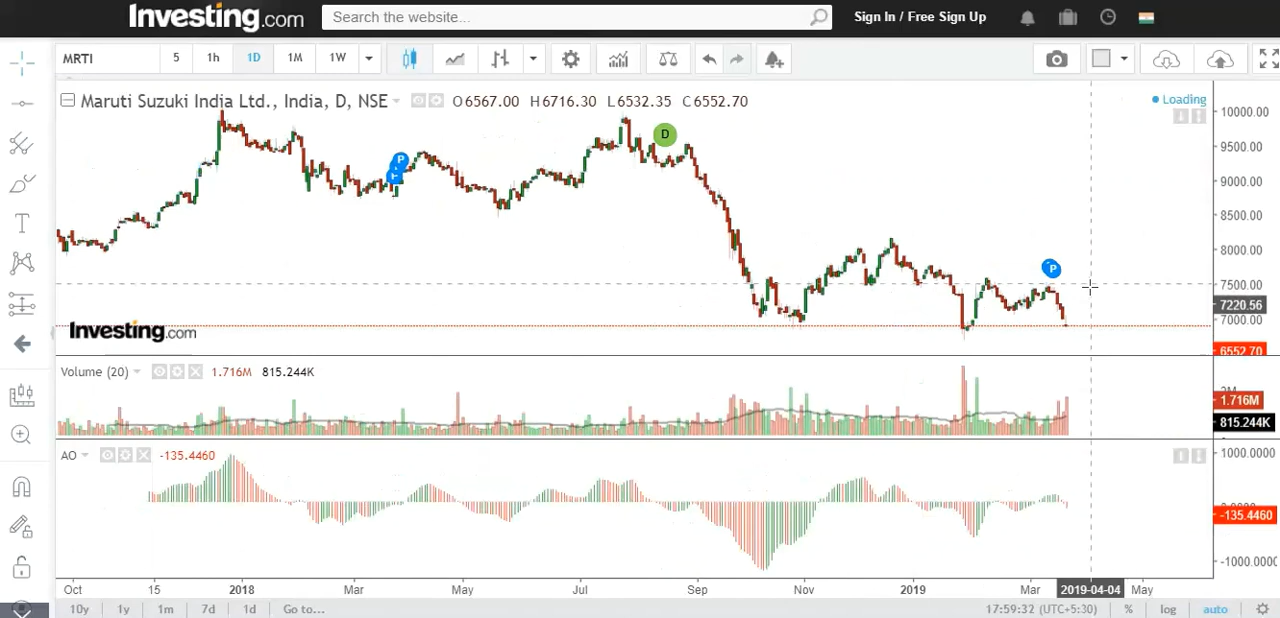 Investing.com Search the website... Sign In / Free Sign Up
MRTI 5 1h 1D 1M 1W
Maruti Suzuki India Ltd., India, D, NSE O6567.00 H6716.30 L6532.35 C6552.70
Loading
10000.00
9500.00
D
P
9000.00
8500.00
8000.00
P
7500.00
7220.56
7000.00
Investing.com
6552.70
Volume (20) 1.716M 815.244K
1.716M
815.244K
AO -135.4460
1000.0000
-135.4460
-1000.0000
Oct 15 2018 Mar May Jul Sep Nov 2019 Mar 2019-04-04 May
10y 1y 1m 7d 1d Go to... 17:59:32 (UTC+5:30) % log auto